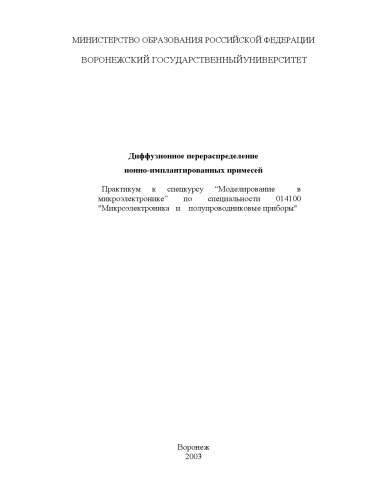 МИНИСТЕРСТВО ОБРАЗОВАНИЯ РОССИЙСКОЙ ФЕДЕРАЦИИ
ВОРОНЕЖСКИЙ ГОСУДАРСТВЕННЫЙУНИВЕРСИТЕТ
Диффузионное перераспределение
ионно-имплантированных примесей
Практикум к спецкурсу “Моделирование в
микроэлектронике” по специальности 014100
"Микроэлектроника и полупроводниковые приборы"
Воронеж
2003